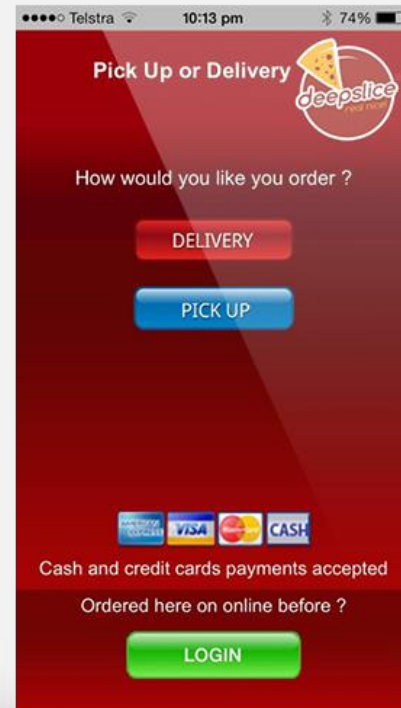 Telstra 10:13 pm 74%
Pick Up or Delivery
deepslice
real nice!
How would you like you order ?
DELIVERY
PICK UP
AMERICAN EXPRESS VISA MasterCard CASH
Cash and credit cards payments accepted
Ordered here on online before ?
LOGIN